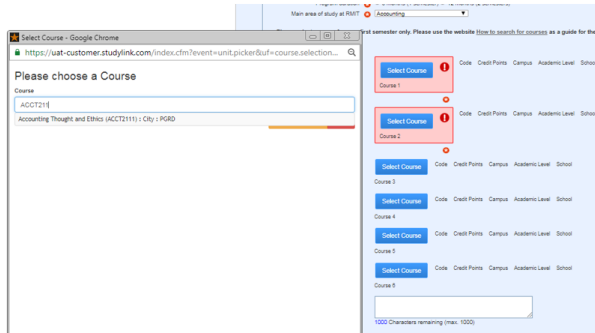 Main area of study at RMIT Accounting
first semester only. Please use the website How to search for courses as a guide for the
Select Course - Google Chrome
https://uat-customer.studylink.com/index.cfm?event=unit.picker&uf=course.selection...
Please choose a Course
Course
ACCT211
Accounting Thought and Ethics (ACCT2111) : City : PGRD
Select Course Code Credit Points Campus Academic Level School
Course 1
Select Course Code Credit Points Campus Academic Level School
Course 2
Select Course Code Credit Points Campus Academic Level School
Course 3
Select Course Code Credit Points Campus Academic Level School
Course 4
Select Course Code Credit Points Campus Academic Level School
Course 5
Select Course Code Credit Points Campus Academic Level School
Course 6
1000 Characters remaining (max. 1000)